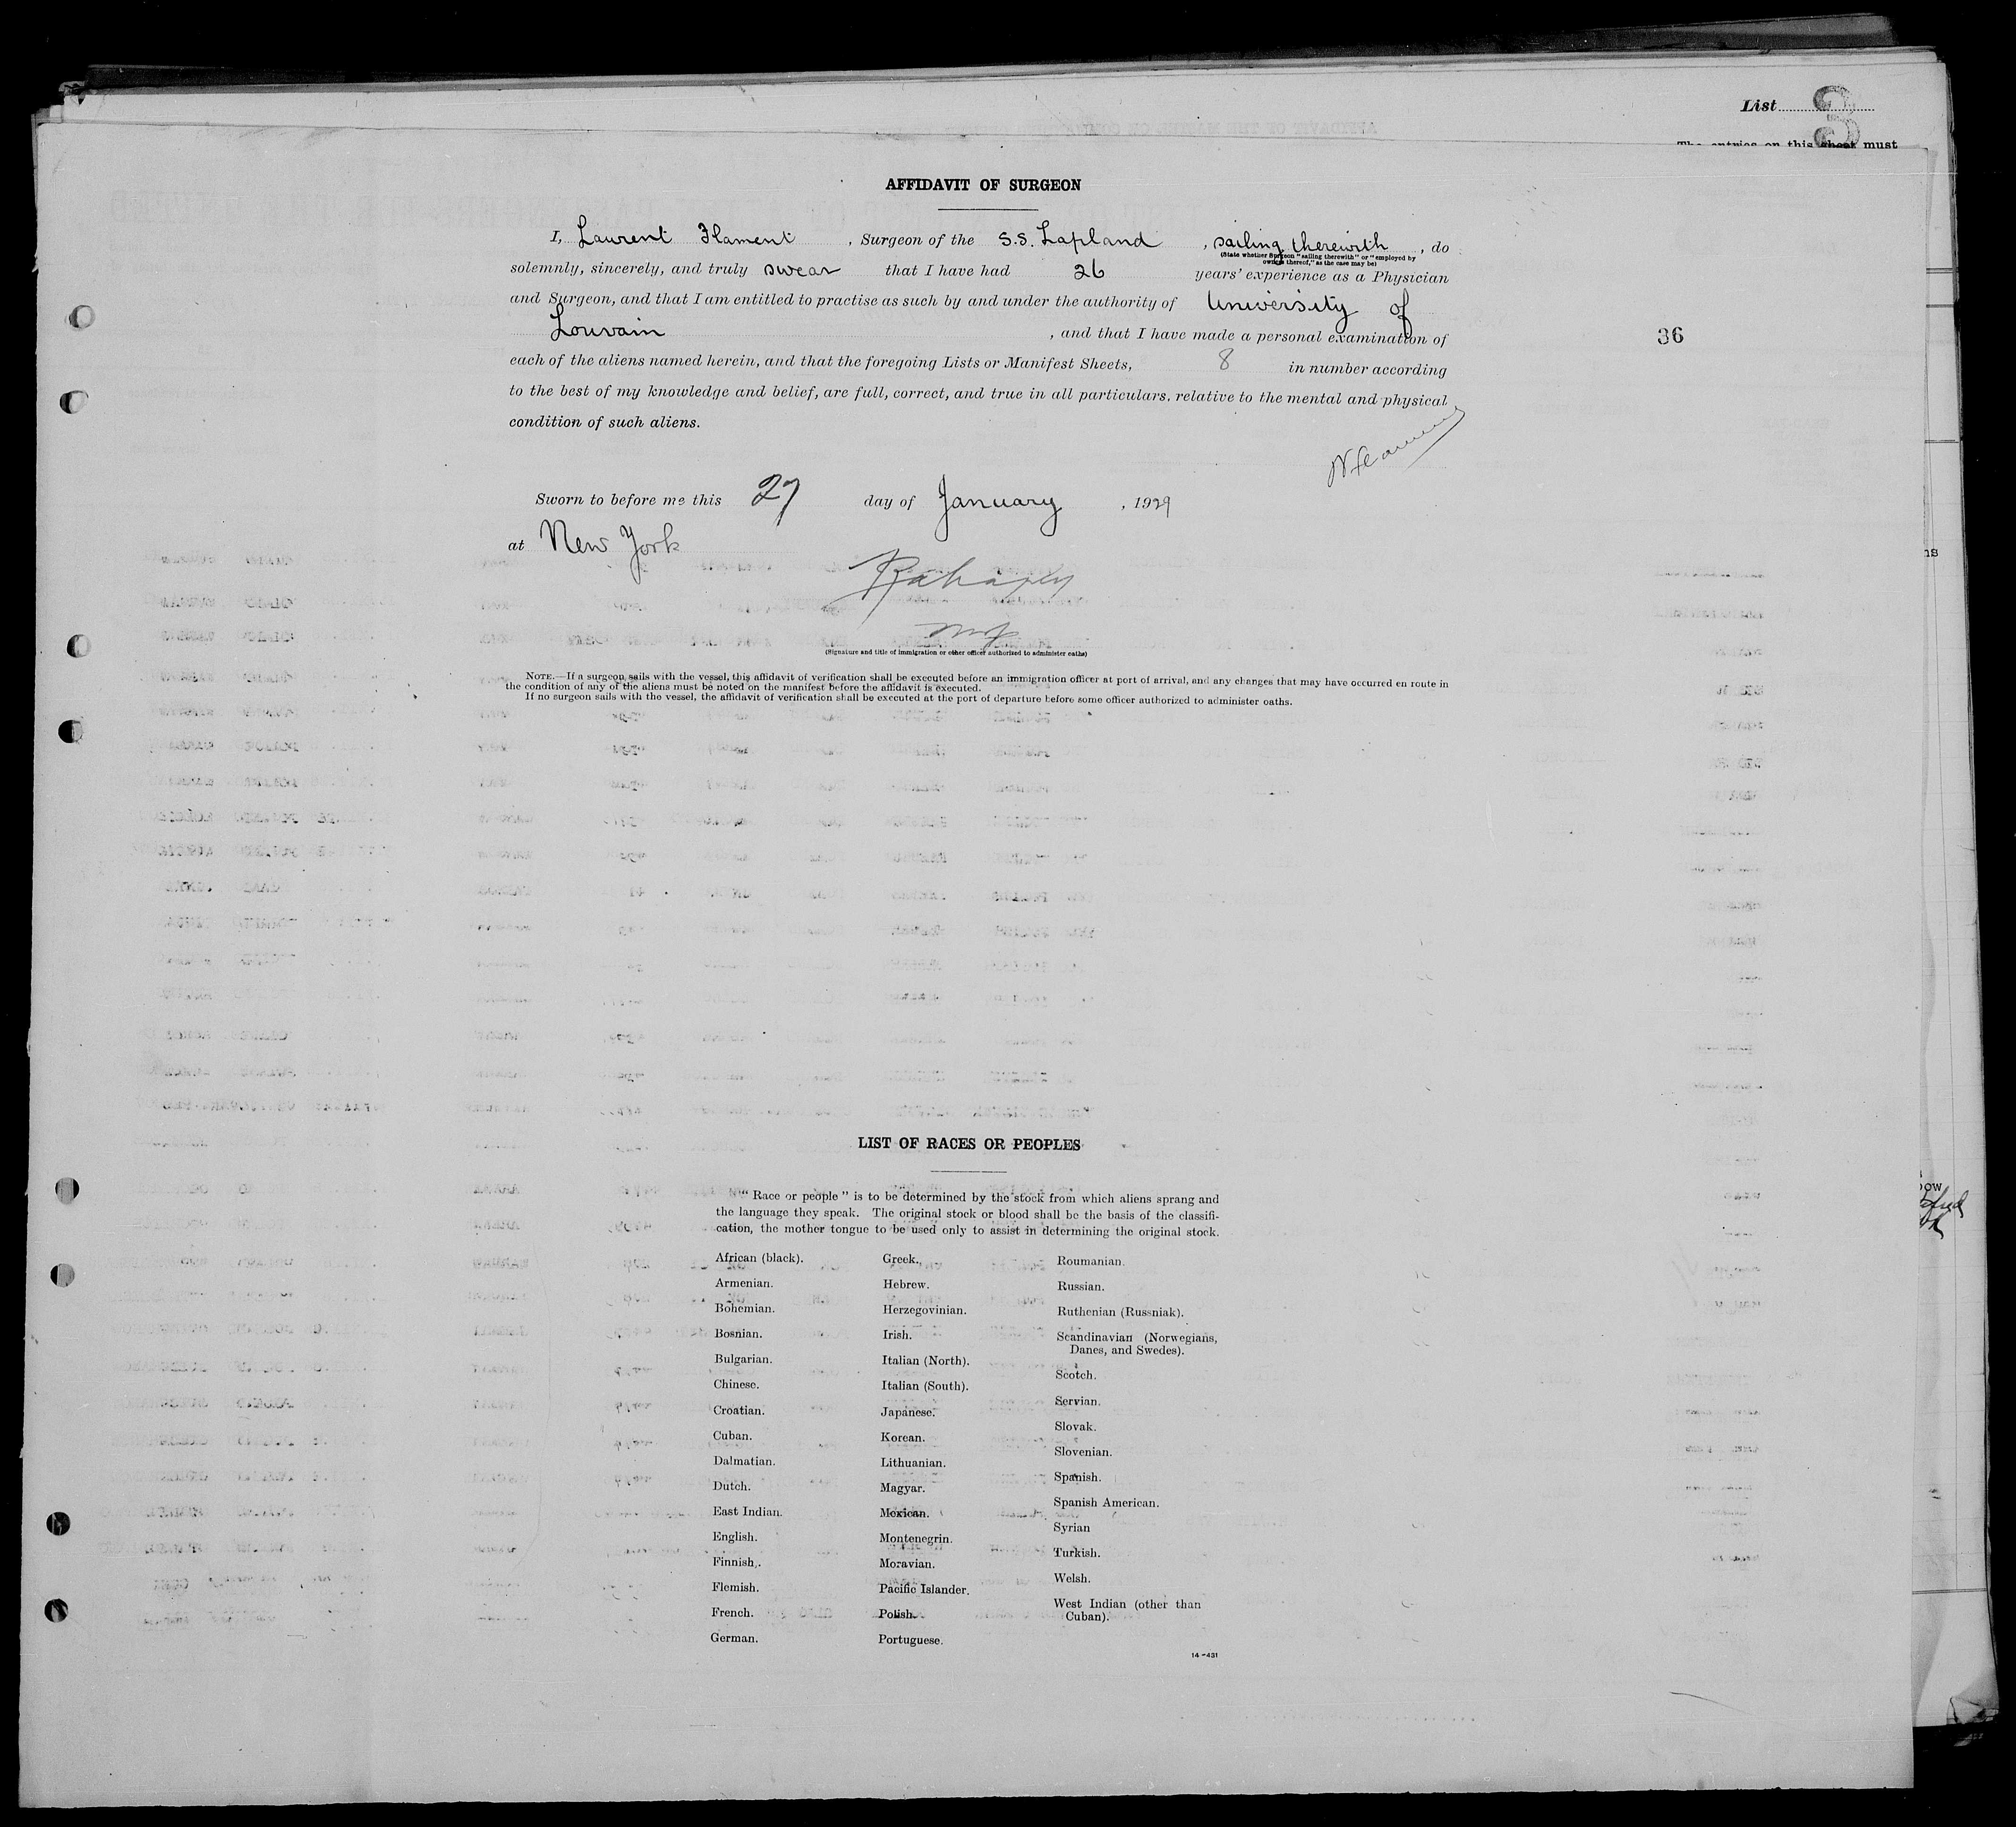 List 3
AFFIDAVIT OF SURGEON
I, Laurent Flament, Surgeon of the S.S. Lapland, sailing therewith, do
(State whether Surgeon "sailing therewith" or "employed by
owners thereof," as the case may be)
solemnly, sincerely, and truly swear that I have had 26 years' experience as a Physician
and Surgeon, and that I am entitled to practise as such by and under the authority of University of
Louvain, and that I have made a personal examination of
36
each of the aliens named herein, and that the foregoing Lists or Manifest Sheets, 8 in number according
to the best of my knowledge and belief, are full, correct, and true in all particulars, relative to the mental and physical
condition of such aliens.
Sworn to before me this 27 day of January, 1929
at New York
(Signature and title of immigration or other officer authorized to administer oaths)
NOTE.—If a surgeon sails with the vessel, this affidavit of verification shall be executed before an immigration officer at port of arrival, and any changes that may have occurred en route in
the condition of any of the aliens must be noted on the manifest before the affidavit is executed.
If no surgeon sails with the vessel, the affidavit of verification shall be executed at the port of departure before some officer authorized to administer oaths.
LIST OF RACES OR PEOPLES
"Race or people" is to be determined by the stock from which aliens sprang and
the language they speak. The original stock or blood shall be the basis of the classifi-
cation, the mother tongue to be used only to assist in determining the original stock.
African (black).
Armenian.
Bohemian.
Bosnian.
Bulgarian.
Chinese.
Croatian.
Cuban.
Dalmatian.
Dutch.
East Indian.
English.
Finnish.
Flemish.
French.
German.
Greek.
Hebrew.
Herzegovinian.
Irish.
Italian (North).
Italian (South).
Japanese.
Korean.
Lithuanian.
Magyar.
Mexican.
Montenegrin.
Moravian.
Pacific Islander.
Polish.
Portuguese.
Roumanian.
Russian.
Ruthenian (Russniak).
Scandinavian (Norwegians,
Danes, and Swedes).
Scotch.
Servian.
Slovak.
Slovenian.
Spanish.
Spanish American.
Syrian
Turkish.
Welsh.
West Indian (other than
Cuban).
14-431